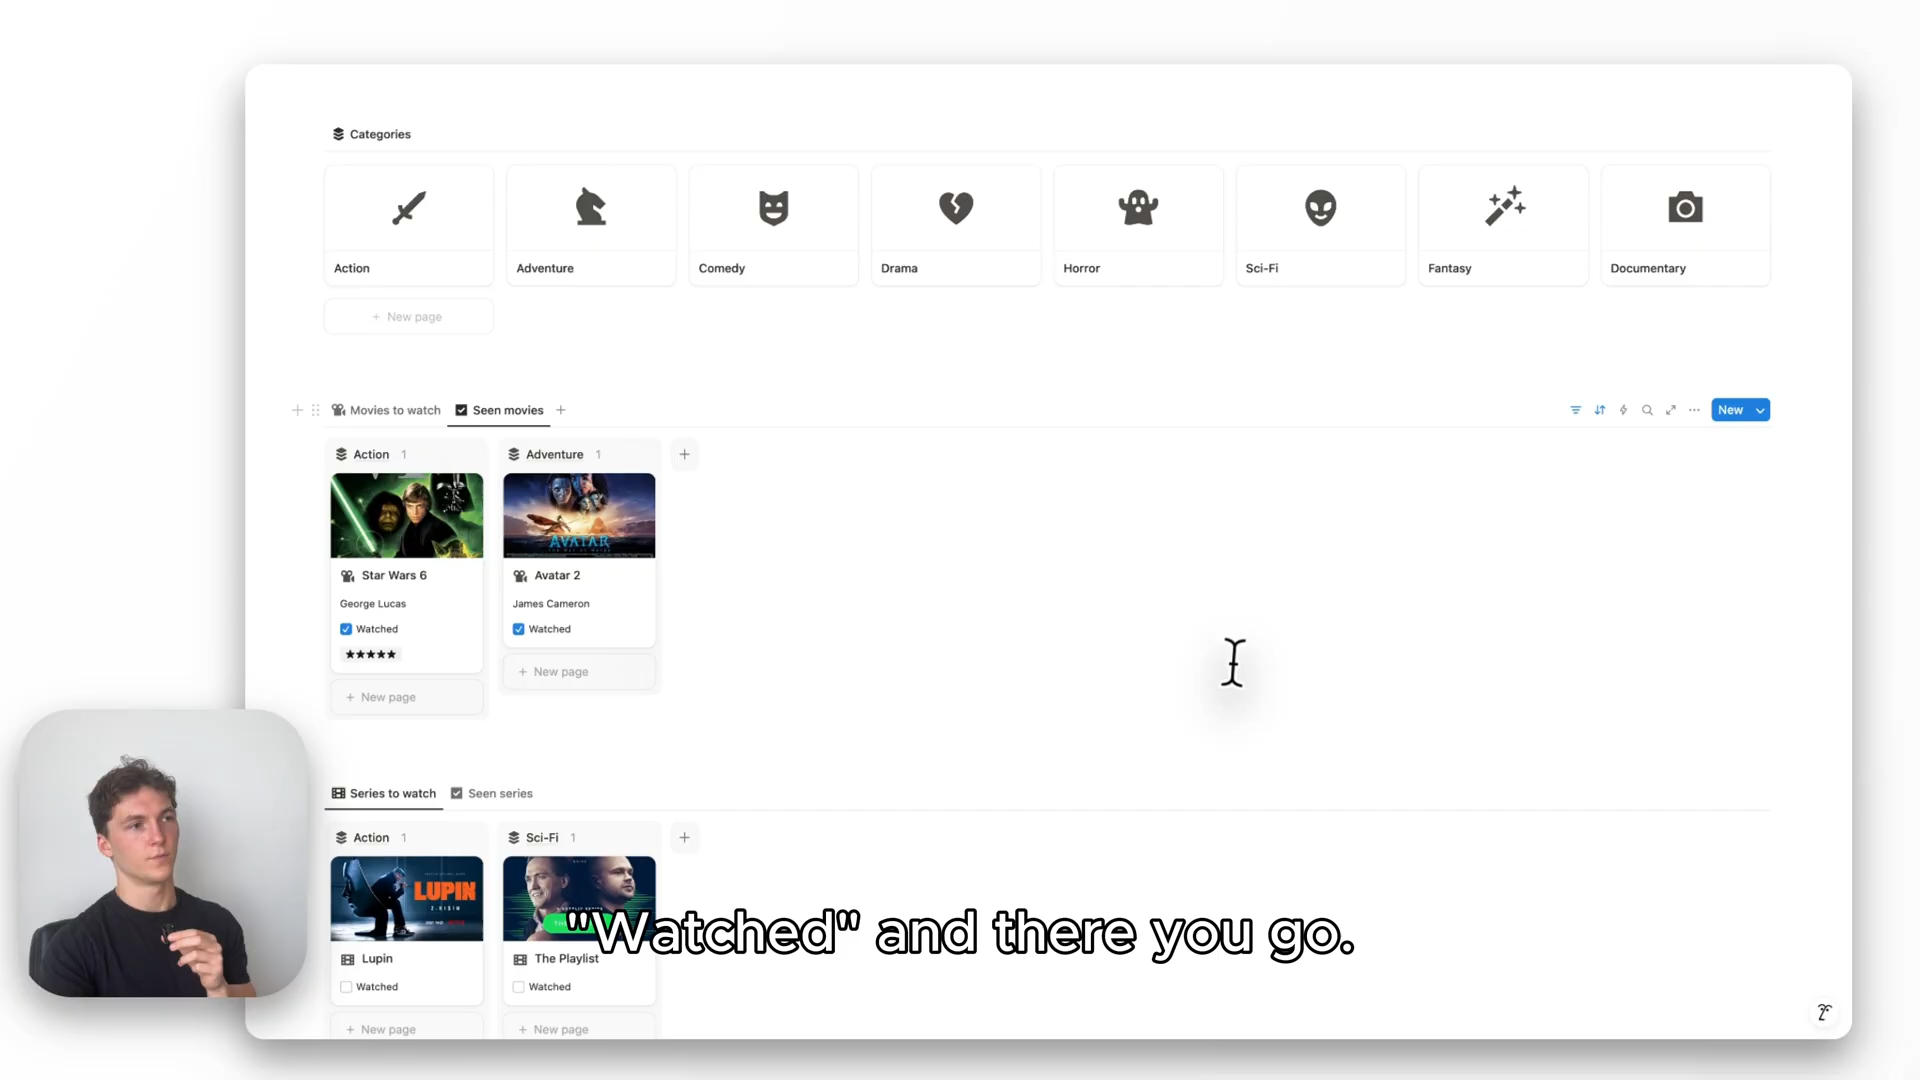 Categories
Action
Adventure
Comedy
Drama
Horror
Sci-Fi
Fantasy
Documentary
+ New page
Movies to watch
Seen movies
New
Action 1
Adventure 1
AVATAR
Star Wars 6
George Lucas
Watched
★★★★★
+ New page
Avatar 2
James Cameron
Watched
+ New page
Series to watch
Seen series
Action 1
Sci-Fi 1
LUPIN
Lupin
Watched
+ New page
The Playlist
Watched
+ New page
"Watched" and there you go.